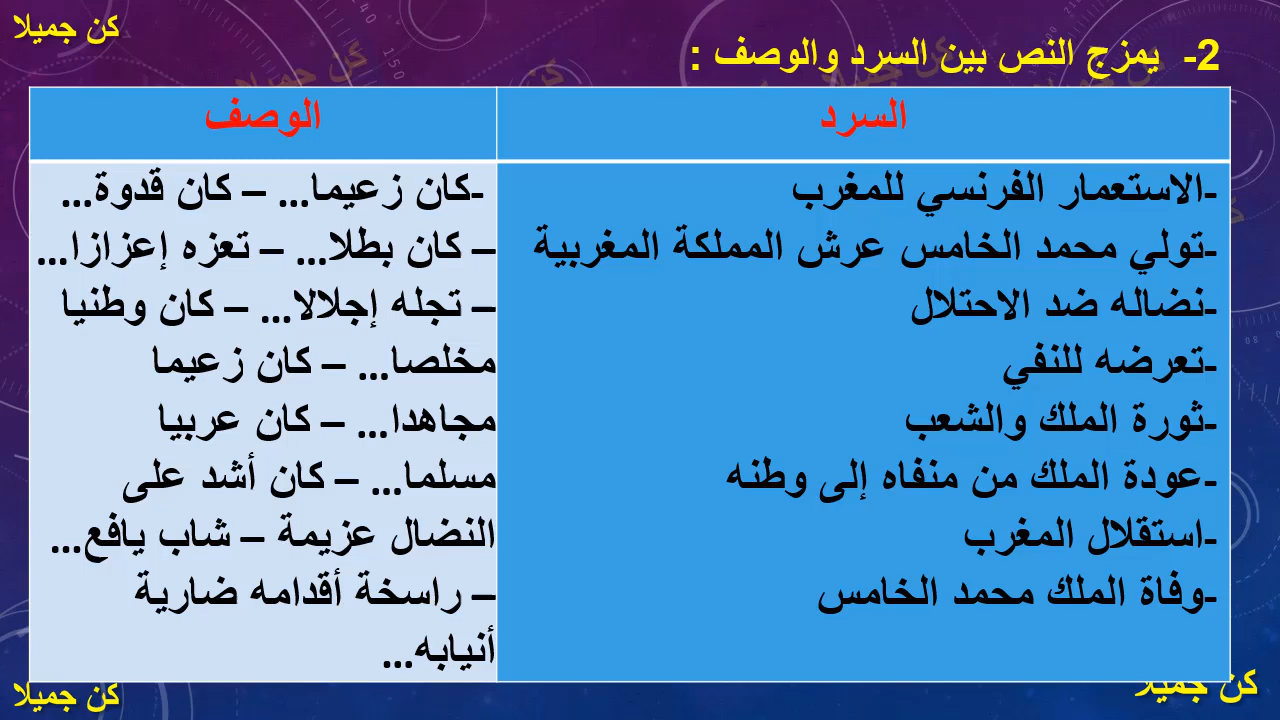 كن جميلا
2- يمزج النص بين السرد والوصف :
السرد
-الاستعمار الفرنسي للمغرب
-تولي محمد الخامس عرش المملكة المغربية
-نضاله ضد الاحتلال
-تعرضه للنفي
-ثورة الملك والشعب
-عودة الملك من منفاه إلى وطنه
-استقلال المغرب
-وفاة الملك محمد الخامس
الوصف
-كان زعيما... – كان قدوة...
– كان بطلا... – تعزه إعزازا...
– تجله إجلالا... – كان وطنيا
مخلصا... – كان زعيما
مجاهدا... – كان عربيا
مسلما... – كان أشد على
النضال عزيمة – شاب يافع...
– راسخة أقدامه ضارية
أنيابه...
كن جميلا
كن جميلا